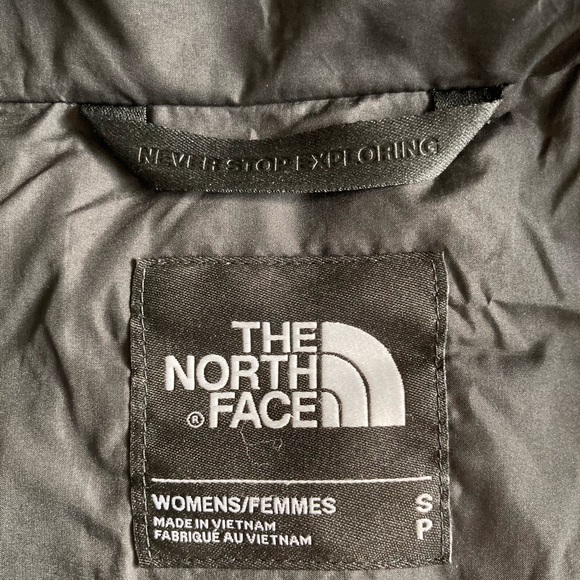 NEVER STOP EXPLORING
THE
NORTH
® FACE
WOMENS/FEMMES S
MADE IN VIETNAM P
FABRIQUÉ AU VIETNAM